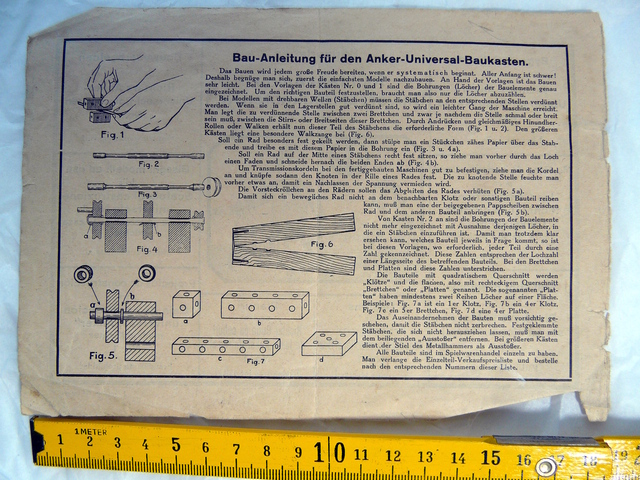 Bau-Anleitung für den Anker-Universal-Baukasten.
Das Bauen wird jedem große Freude bereiten, wenn er systematisch beginnt. Aller Anfang ist schwer!
Deshalb begnüge man sich, zuerst die einfachsten Modelle nachzubauen. An Hand der Vorlagen ist das Bauen
sehr leicht. Bei den Vorlagen der Kästen Nr. 0 und 1 sind die Bohrungen (Löcher) der Bauelemente genau
eingezeichnet. Um den richtigen Bauteil festzustellen, braucht man also nur die Löcher abzuzählen.
Bei Modellen mit drehbaren Wellen (Stäbchen) müssen die Stäbchen an den entsprechenden Stellen verdünnt
werden. Wenn sie in den Lagerstellen gut verdünnt sind, so wird ein leichter Gang der Maschine erreicht.
Man legt die zu verdünnende Stelle zwischen zwei Brettchen und zwar je nachdem die Stelle schmal oder breit
sein muß, zwischen die Stirn- oder Breitseiten dieser Brettchen. Durch Andrücken und gleichmäßiges Hinundher-
Rollen oder Walken erhält nun dieser Teil des Stäbchens die erforderliche Form (Fig. 1 u. 2). Den größeren
Kästen liegt eine besondere Walkzange bei (Fig. 6).
Soll ein Rad besonders fest gekeilt werden, dann stülpe man ein Stückchen zähes Papier über das Stab-
ende und treibe es mit diesem Papier in die Bohrung ein (Fig. 3 u. 4a).
Soll ein Rad auf der Mitte eines Stäbchens recht fest sitzen, so ziehe man vorher durch das Loch
einen Faden und schneide hernach die beiden Enden ab (Fig. 4b).
Um Transmissionskordeln bei den fertiggebauten Maschinen gut zu befestigen, ziehe man die Kordel
an und knüpfe sodann den Knoten in der Rille eines Rades fest. Die zu knotende Stelle feuchte man
vorher etwas an, damit ein Nachlassen der Spannung vermieden wird.
Die Vorsteckröllchen an den Rädern sollen das Abgleiten des Rades verhüten (Fig. 5a).
Damit sich ein bewegliches Rad nicht an dem benachbarten Klotz oder sonstigen Bauteil reiben
kann, muß man eine der beigegebenen Pappscheiben zwischen
Rad und dem anderen Bauteil anbringen (Fig. 5b).
Von Kasten Nr. 2 an sind die Bohrungen der Bauelemente
nicht mehr eingezeichnet mit Ausnahme derjenigen Löcher, in
die ein Stäbchen einzuführen ist. Damit man trotzdem klar
ersehen kann, welches Bauteil jeweils in Frage kommt, so ist
bei diesen Vorlagen, wo erforderlich, jeder Teil durch eine
Zahl gekennzeichnet. Diese Zahlen entsprechen der Lochzahl
einer Längsseite des betreffenden Bauteils. Bei den Brettchen
und Platten sind diese Zahlen unterstrichen.
Die Bauteile mit quadratischem Querschnitt werden
„Klötze" und die flachen, also mit rechteckigem Querschnitt
„Brettchen" oder „Platten" genannt. Die sogenannten „Plat-
ten" haben mindestens zwei Reihen Löcher auf einer Fläche.
Beispiele: Fig. 7a ist ein 1er Klotz, Fig. 7b ein 4er Klotz,
Fig. 7c ein 5er Brettchen, Fig. 7d eine 4er Platte.
Das Auseinandernehmen der Bauten muß vorsichtig ge-
schehen, damit die Stäbchen nicht zerbrechen. Festgeklemmte
Stäbchen, die sich nicht herausziehen lassen, muß man mit
dem beiliegenden „Ausstoßer" entfernen. Bei größeren Kästen
dient der Stiel des Metallhammers als Ausstoßer.
Alle Bauteile sind im Spielwarenhandel einzeln zu haben.
Man verlange die Einzelteil-Verkaufspreisliste und bestelle
nach den entsprechenden Nummern dieser Liste.
Fig. 1
Fig. 2
Fig. 3
a
b
Fig. 4
Fig. 6
a
b
Fig. 5.
a
b
c
Fig. 7
d
1 METER
1 2 3 4 5 6 7 8 9 10 11 12 13 14 15 16 17 18 19